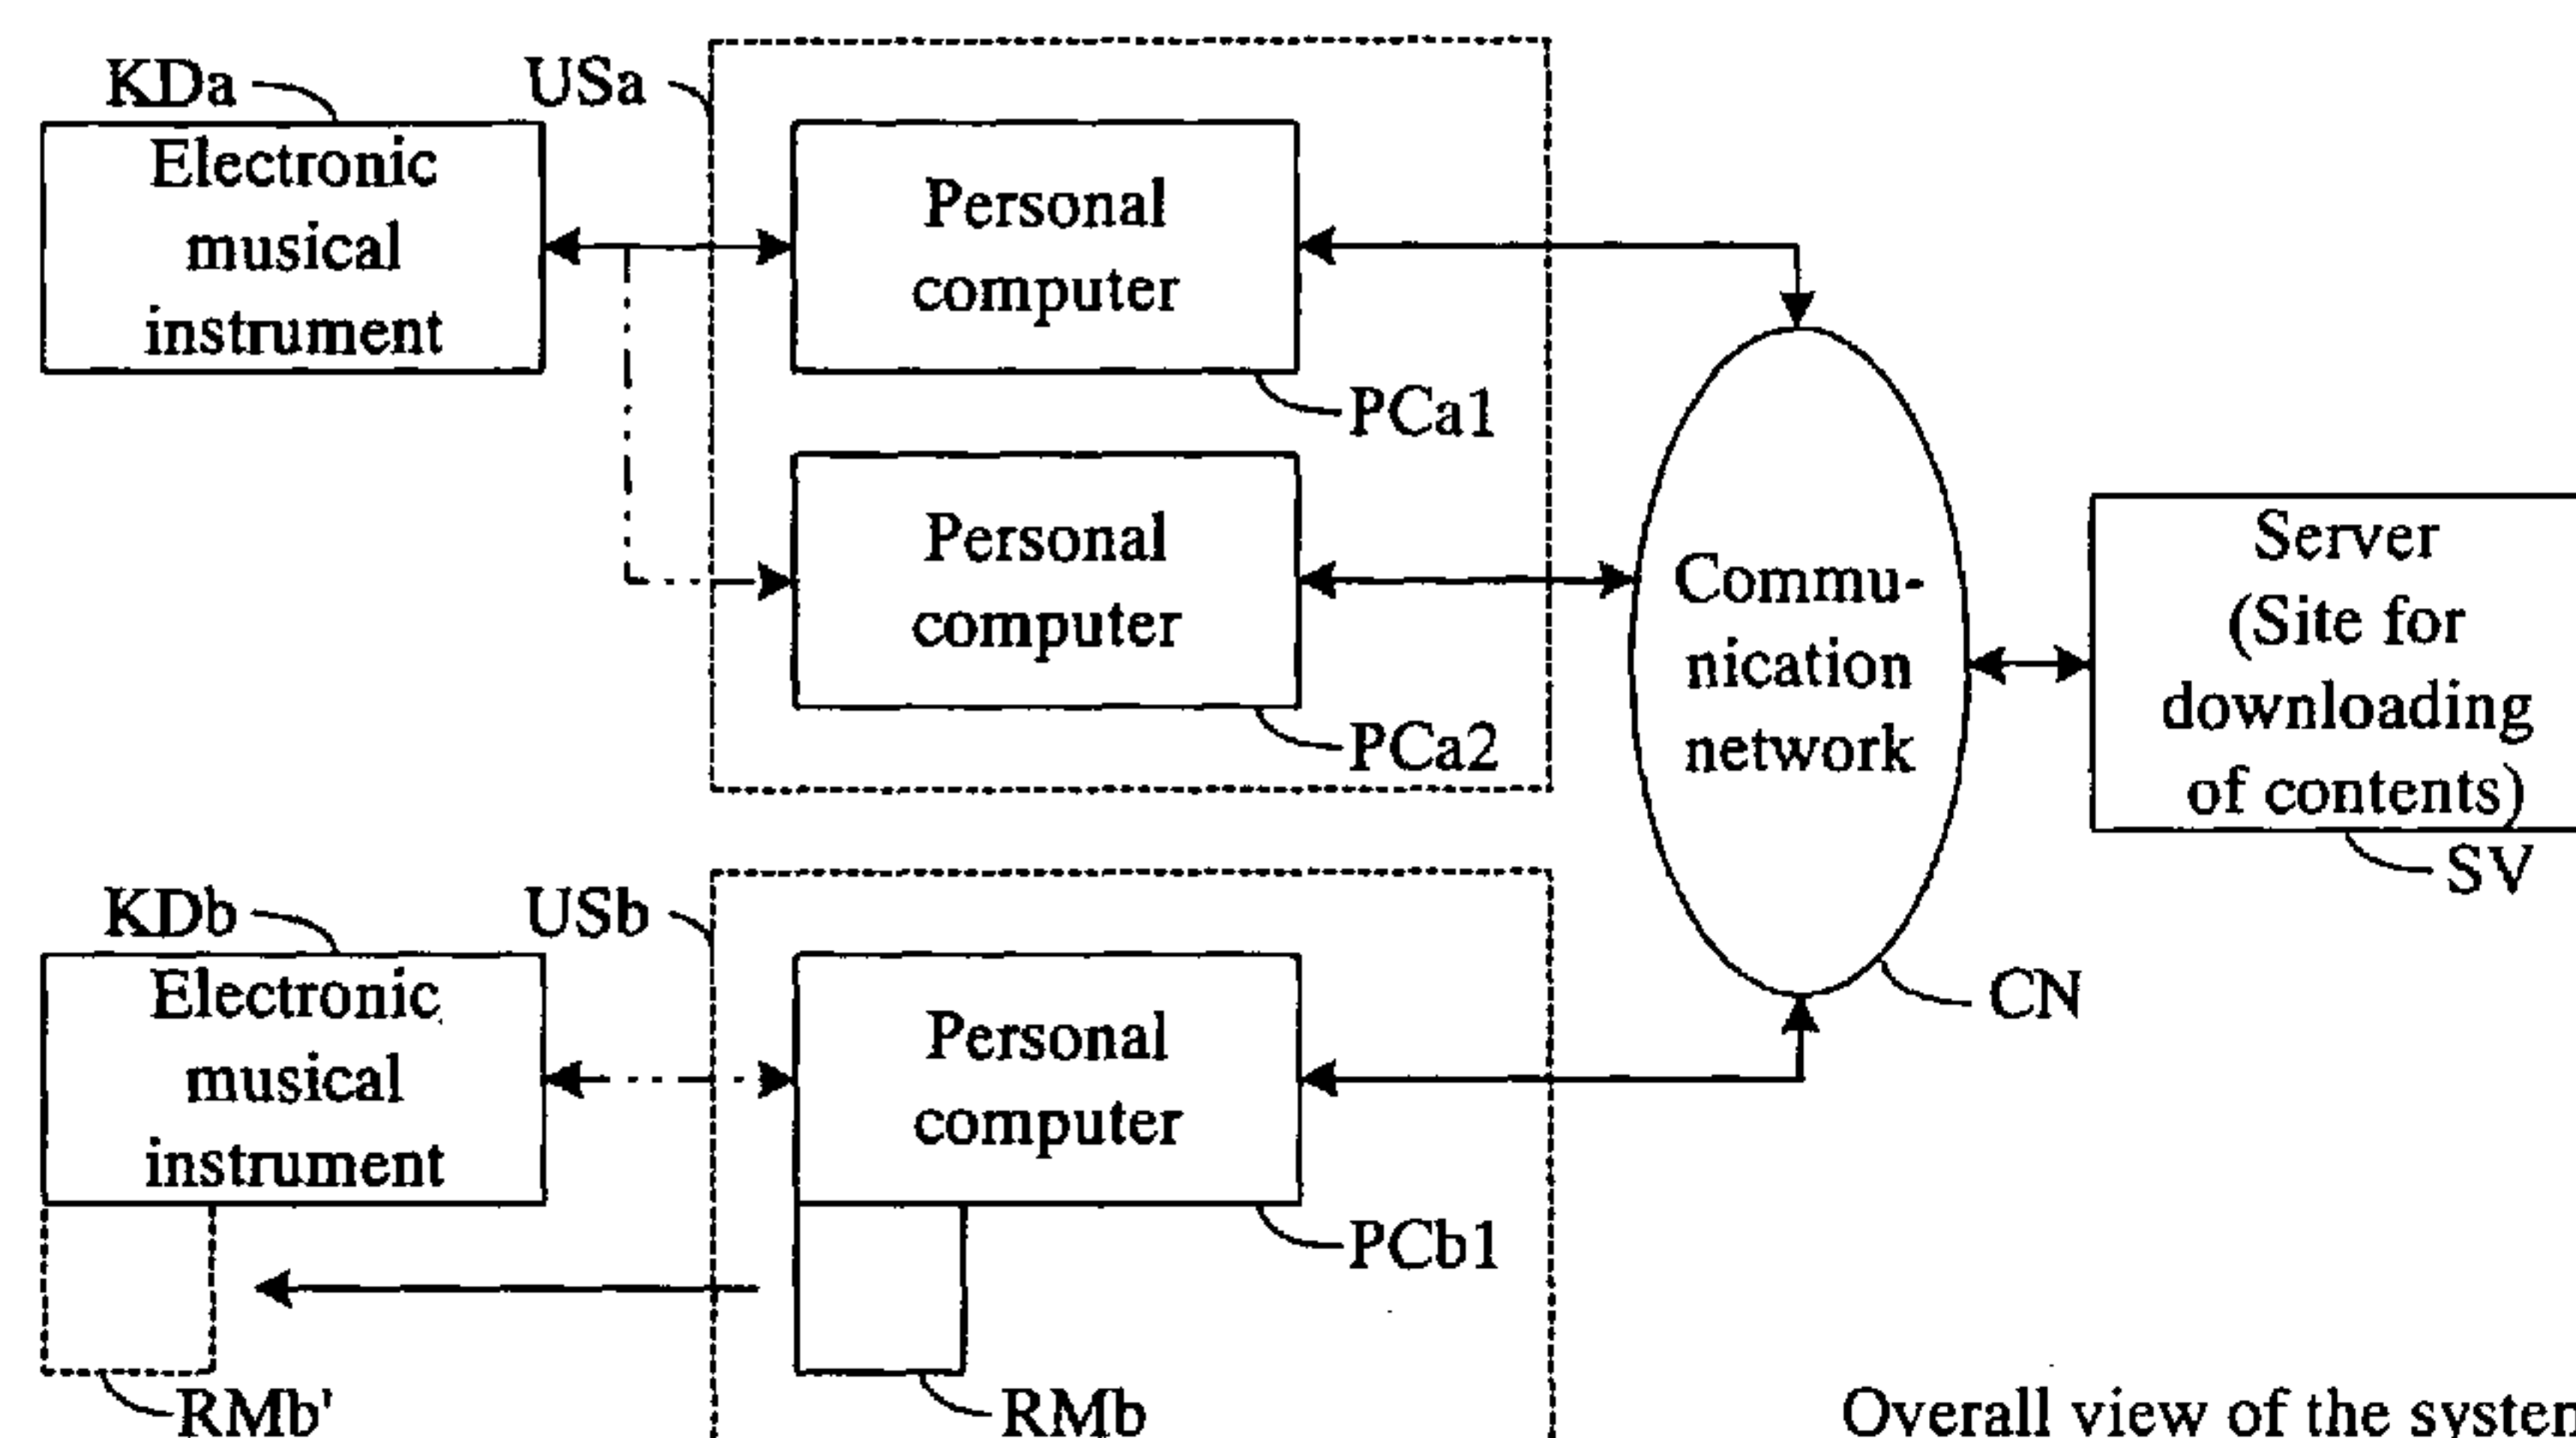 KDa
USa
Electronic
musical
instrument
Personal
computer
PCa1
Personal
computer
PCa2
Commu-
nication
network
CN
Server
(Site for
downloading
of contents)
SV
KDb
USb
Electronic
musical
instrument
Personal
computer
PCb1
RMb'
RMb
Overall view of the system